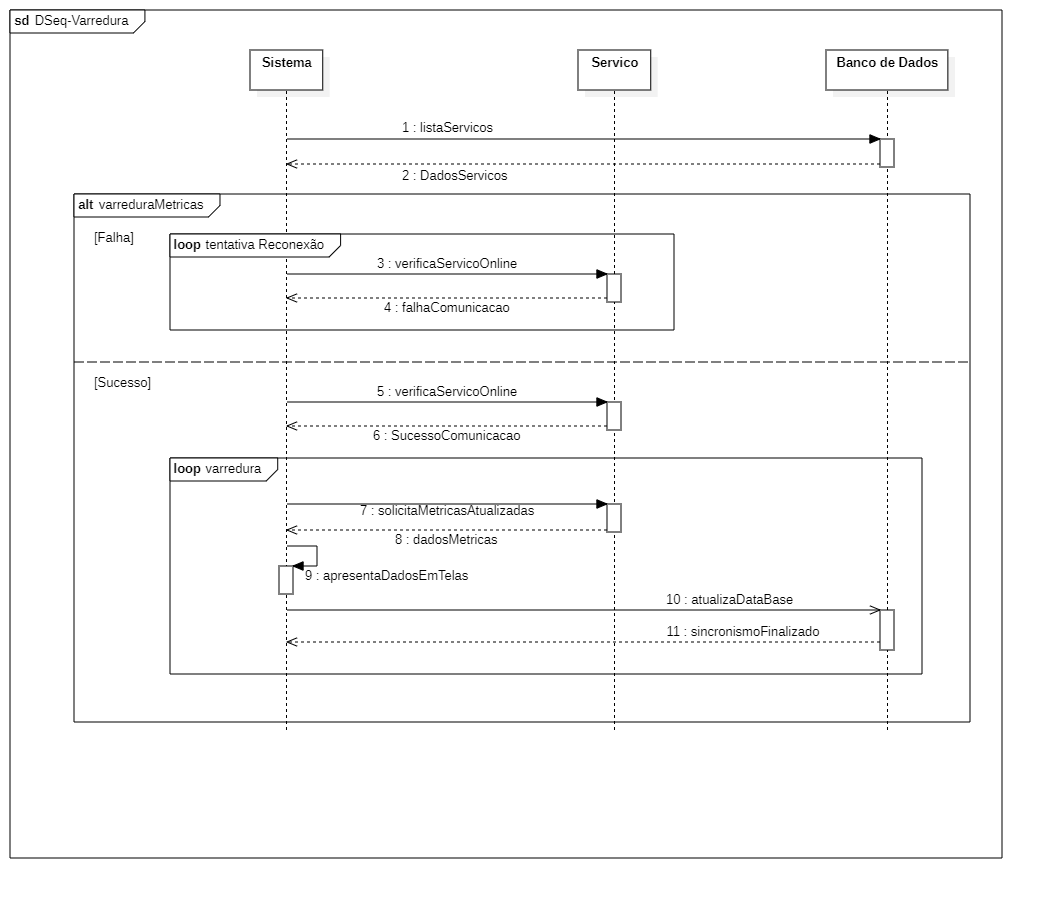 sd DSeq-Varredura
Sistema
Servico
Banco de Dados
1 : listaServicos
2 : DadosServicos
alt varreduraMetricas
[Falha]
loop tentativa Reconexão
3 : verificaServicoOnline
4 : falhaComunicacao
[Sucesso]
5 : verificaServicoOnline
6 : SucessoComunicacao
loop varredura
7 : solicitaMetricasAtualizadas
8 : dadosMetricas
9 : apresentaDadosEmTelas
10 : atualizaDataBase
11 : sincronismoFinalizado